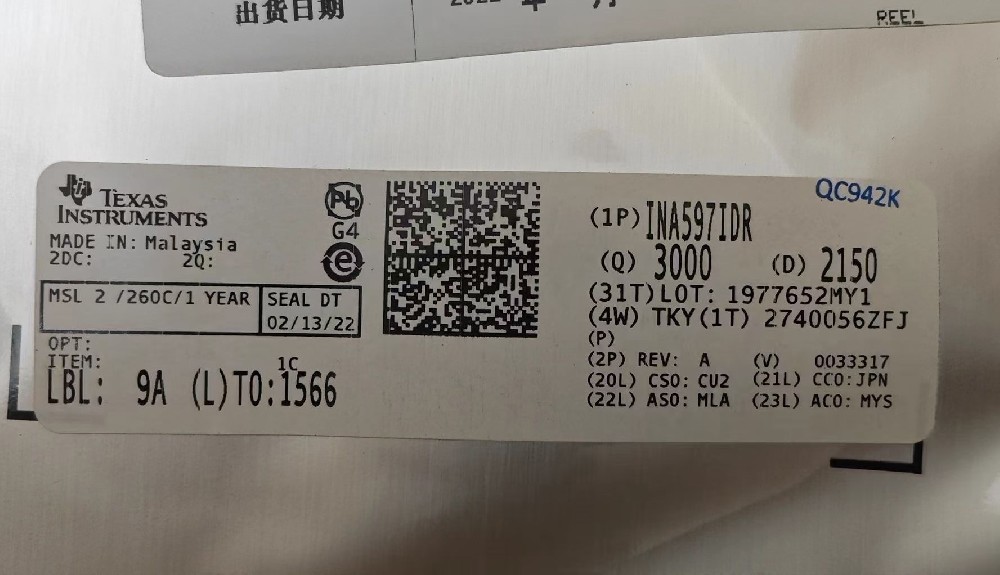 出货日期
REEL
QC942K
TEXAS
INSTRUMENTS
MADE IN: Malaysia
2DC: 2Q:
Pb
G4
e
MSL 2 /260C/1 YEAR
SEAL DT
02/13/22
OPT:
ITEM:
1C
LBL: 9A (L)TO:1566
(1P) INA597IDR
(Q) 3000 (D) 2150
(31T)LOT: 1977652MY1
(4W) TKY(1T) 2740056ZFJ
(P)
(2P) REV: A (V) 0033317
(20L) CSO: CU2 (21L) CCO:JPN
(22L) ASO: MLA (23L) ACO: MYS